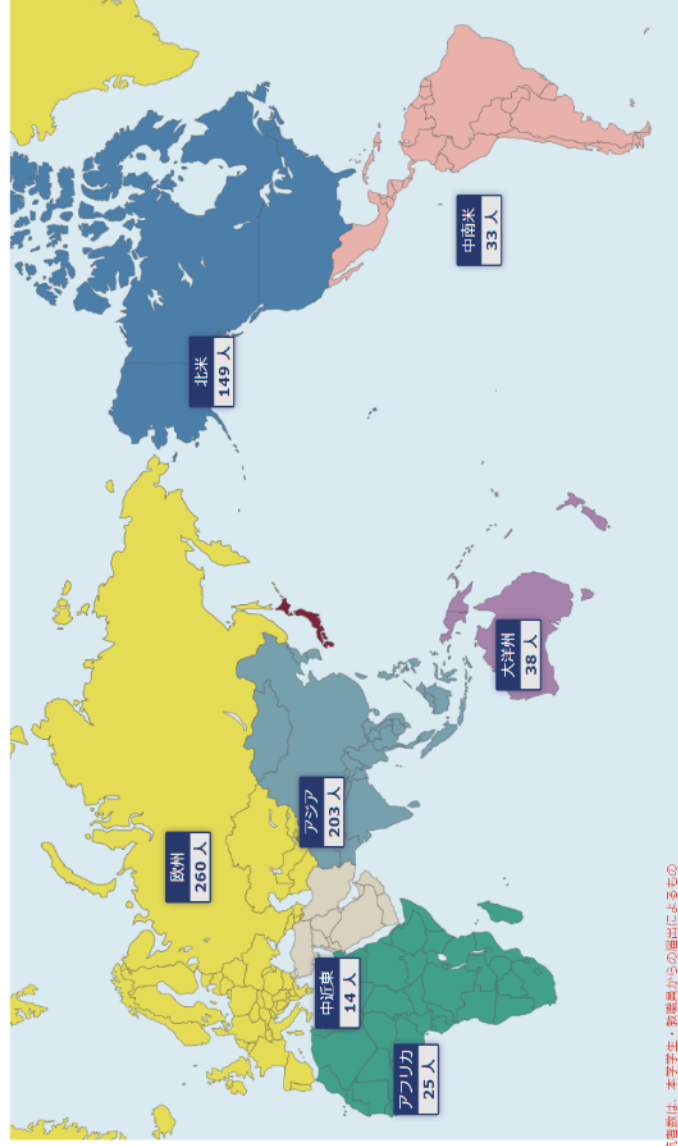 欧州
260 人
北米
149 人
アジア
203 人
中近東
14 人
アフリカ
25 人
大洋州
38 人
中南米
33 人
本学学生・教職員からの届出によるもの